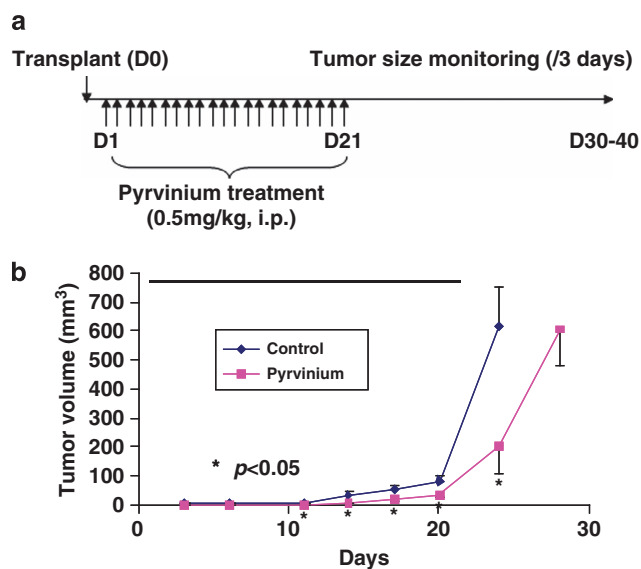 a
Transplant (D0) Tumor size monitoring (/3 days)
D1 D21 D30-40
Pyrvinium treatment
(0.5mg/kg, i.p.)
b
Tumor volume (mm³)
800
700
600
500
400
300
200
100
0
Control
Pyrvinium
* p<0.05
* * * * *
0 10 20 30
Days